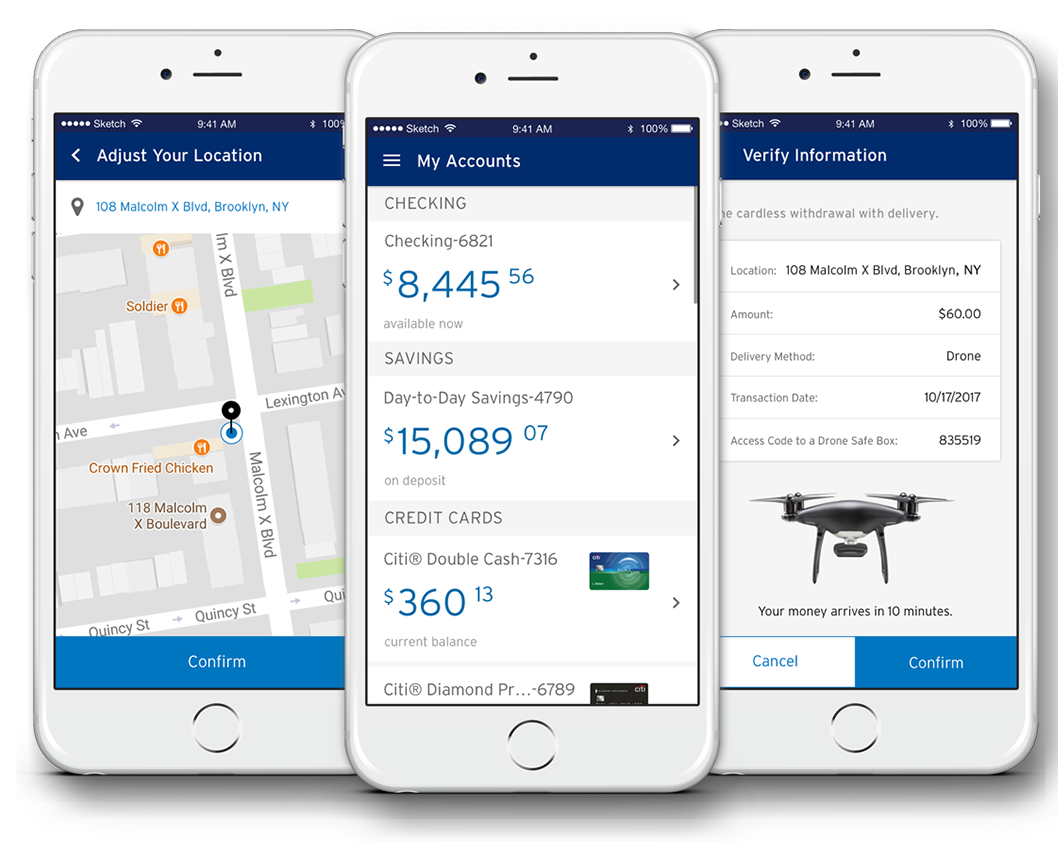 Sketch 9:41 AM 100%
Adjust Your Location
108 Malcolm X Blvd, Brooklyn, NY
lm X Blvd
Soldier
Lexington Av
n Ave
Crown Fried Chicken
Malcolm X Blvd
118 Malcolm
X Boulevard
Quincy St
Quincy St
Qui
Confirm
Sketch 9:41 AM 100%
My Accounts
CHECKING
Checking-6821
$8,445 56
available now
SAVINGS
Day-to-Day Savings-4790
$15,089 07
on deposit
CREDIT CARDS
Citi® Double Cash-7316
citi
$360 13
current balance
Citi® Diamond Pr...-6789
citi
Sketch 9:41 AM 100%
Verify Information
ne cardless withdrawal with delivery.
Location: 108 Malcolm X Blvd, Brooklyn, NY
Amount: $60.00
Delivery Method: Drone
Transaction Date: 10/17/2017
Access Code to a Drone Safe Box: 835519
Your money arrives in 10 minutes.
Cancel Confirm